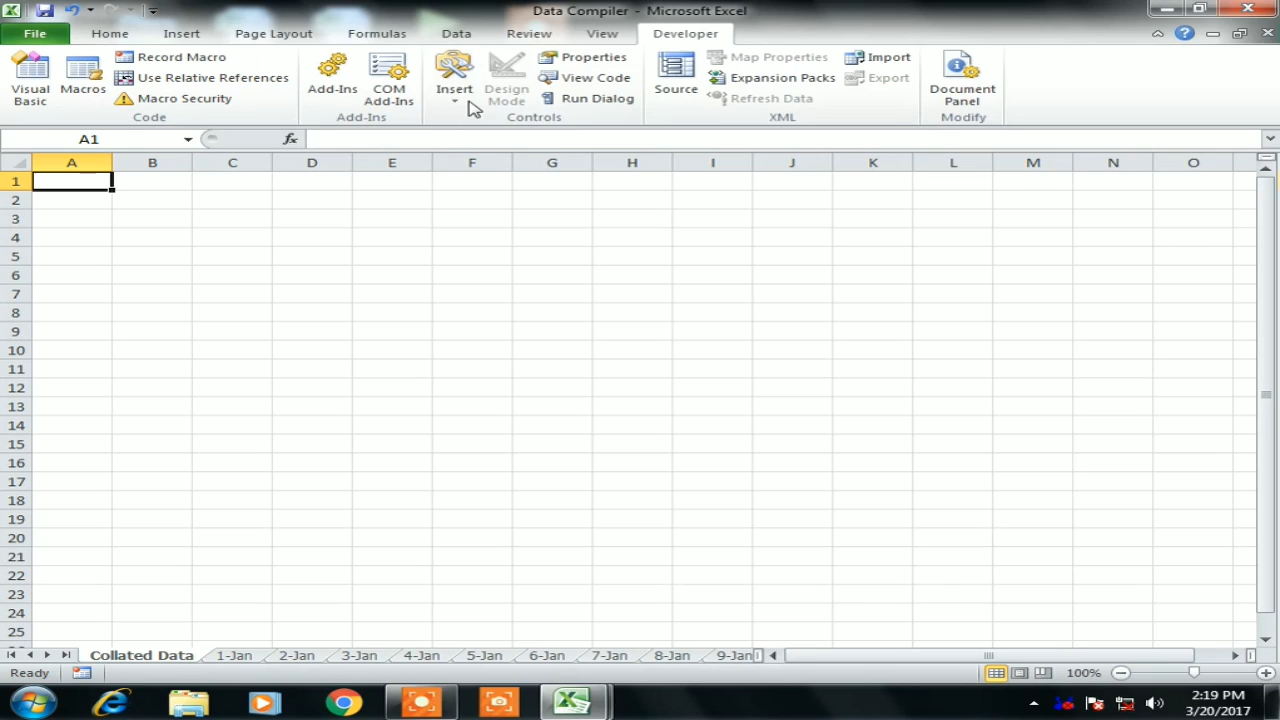 Data Compiler - Microsoft Excel
File Home Insert Page Layout Formulas Data Review View Developer
Visual Basic
Macros
Record Macro
Use Relative References
Macro Security
Code
Add-Ins
COM Add-Ins
Add-Ins
Insert
Design Mode
Properties
View Code
Run Dialog
Controls
Source
Map Properties
Expansion Packs
Refresh Data
Import
Export
XML
Document Panel
Modify
A1 fx
A B C D E F G H I J K L M N O
1
2
3
4
5
6
7
8
9
10
11
12
13
14
15
16
17
18
19
20
21
22
23
24
25
Collated Data 1-Jan 2-Jan 3-Jan 4-Jan 5-Jan 6-Jan 7-Jan 8-Jan 9-Jan
Ready 100%
2:19 PM
3/20/2017